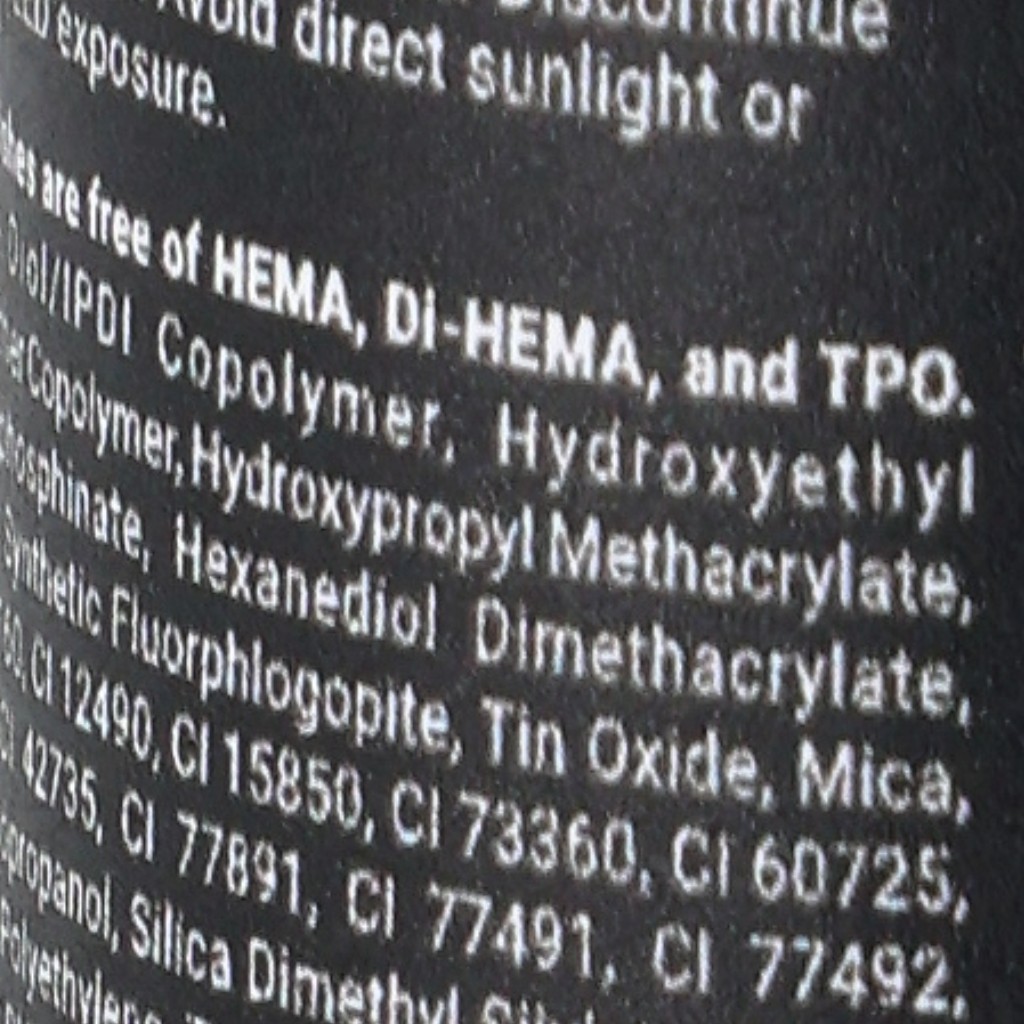 Discontinue
Avoid direct sunlight or
exposure.
are free of HEMA, Di-HEMA, and TPO.
Diol/IPDI Copolymer, Hydroxyethyl
Copolymer, Hydroxypropyl Methacrylate,
Hexanediol Dimethacrylate,
Synthetic Fluorphlogopite, Tin Oxide, Mica,
CI 12490, CI 15850, CI 73360, CI 60725,
42735, CI 77891, CI 77491, CI 77492,
Silica Dimethyl